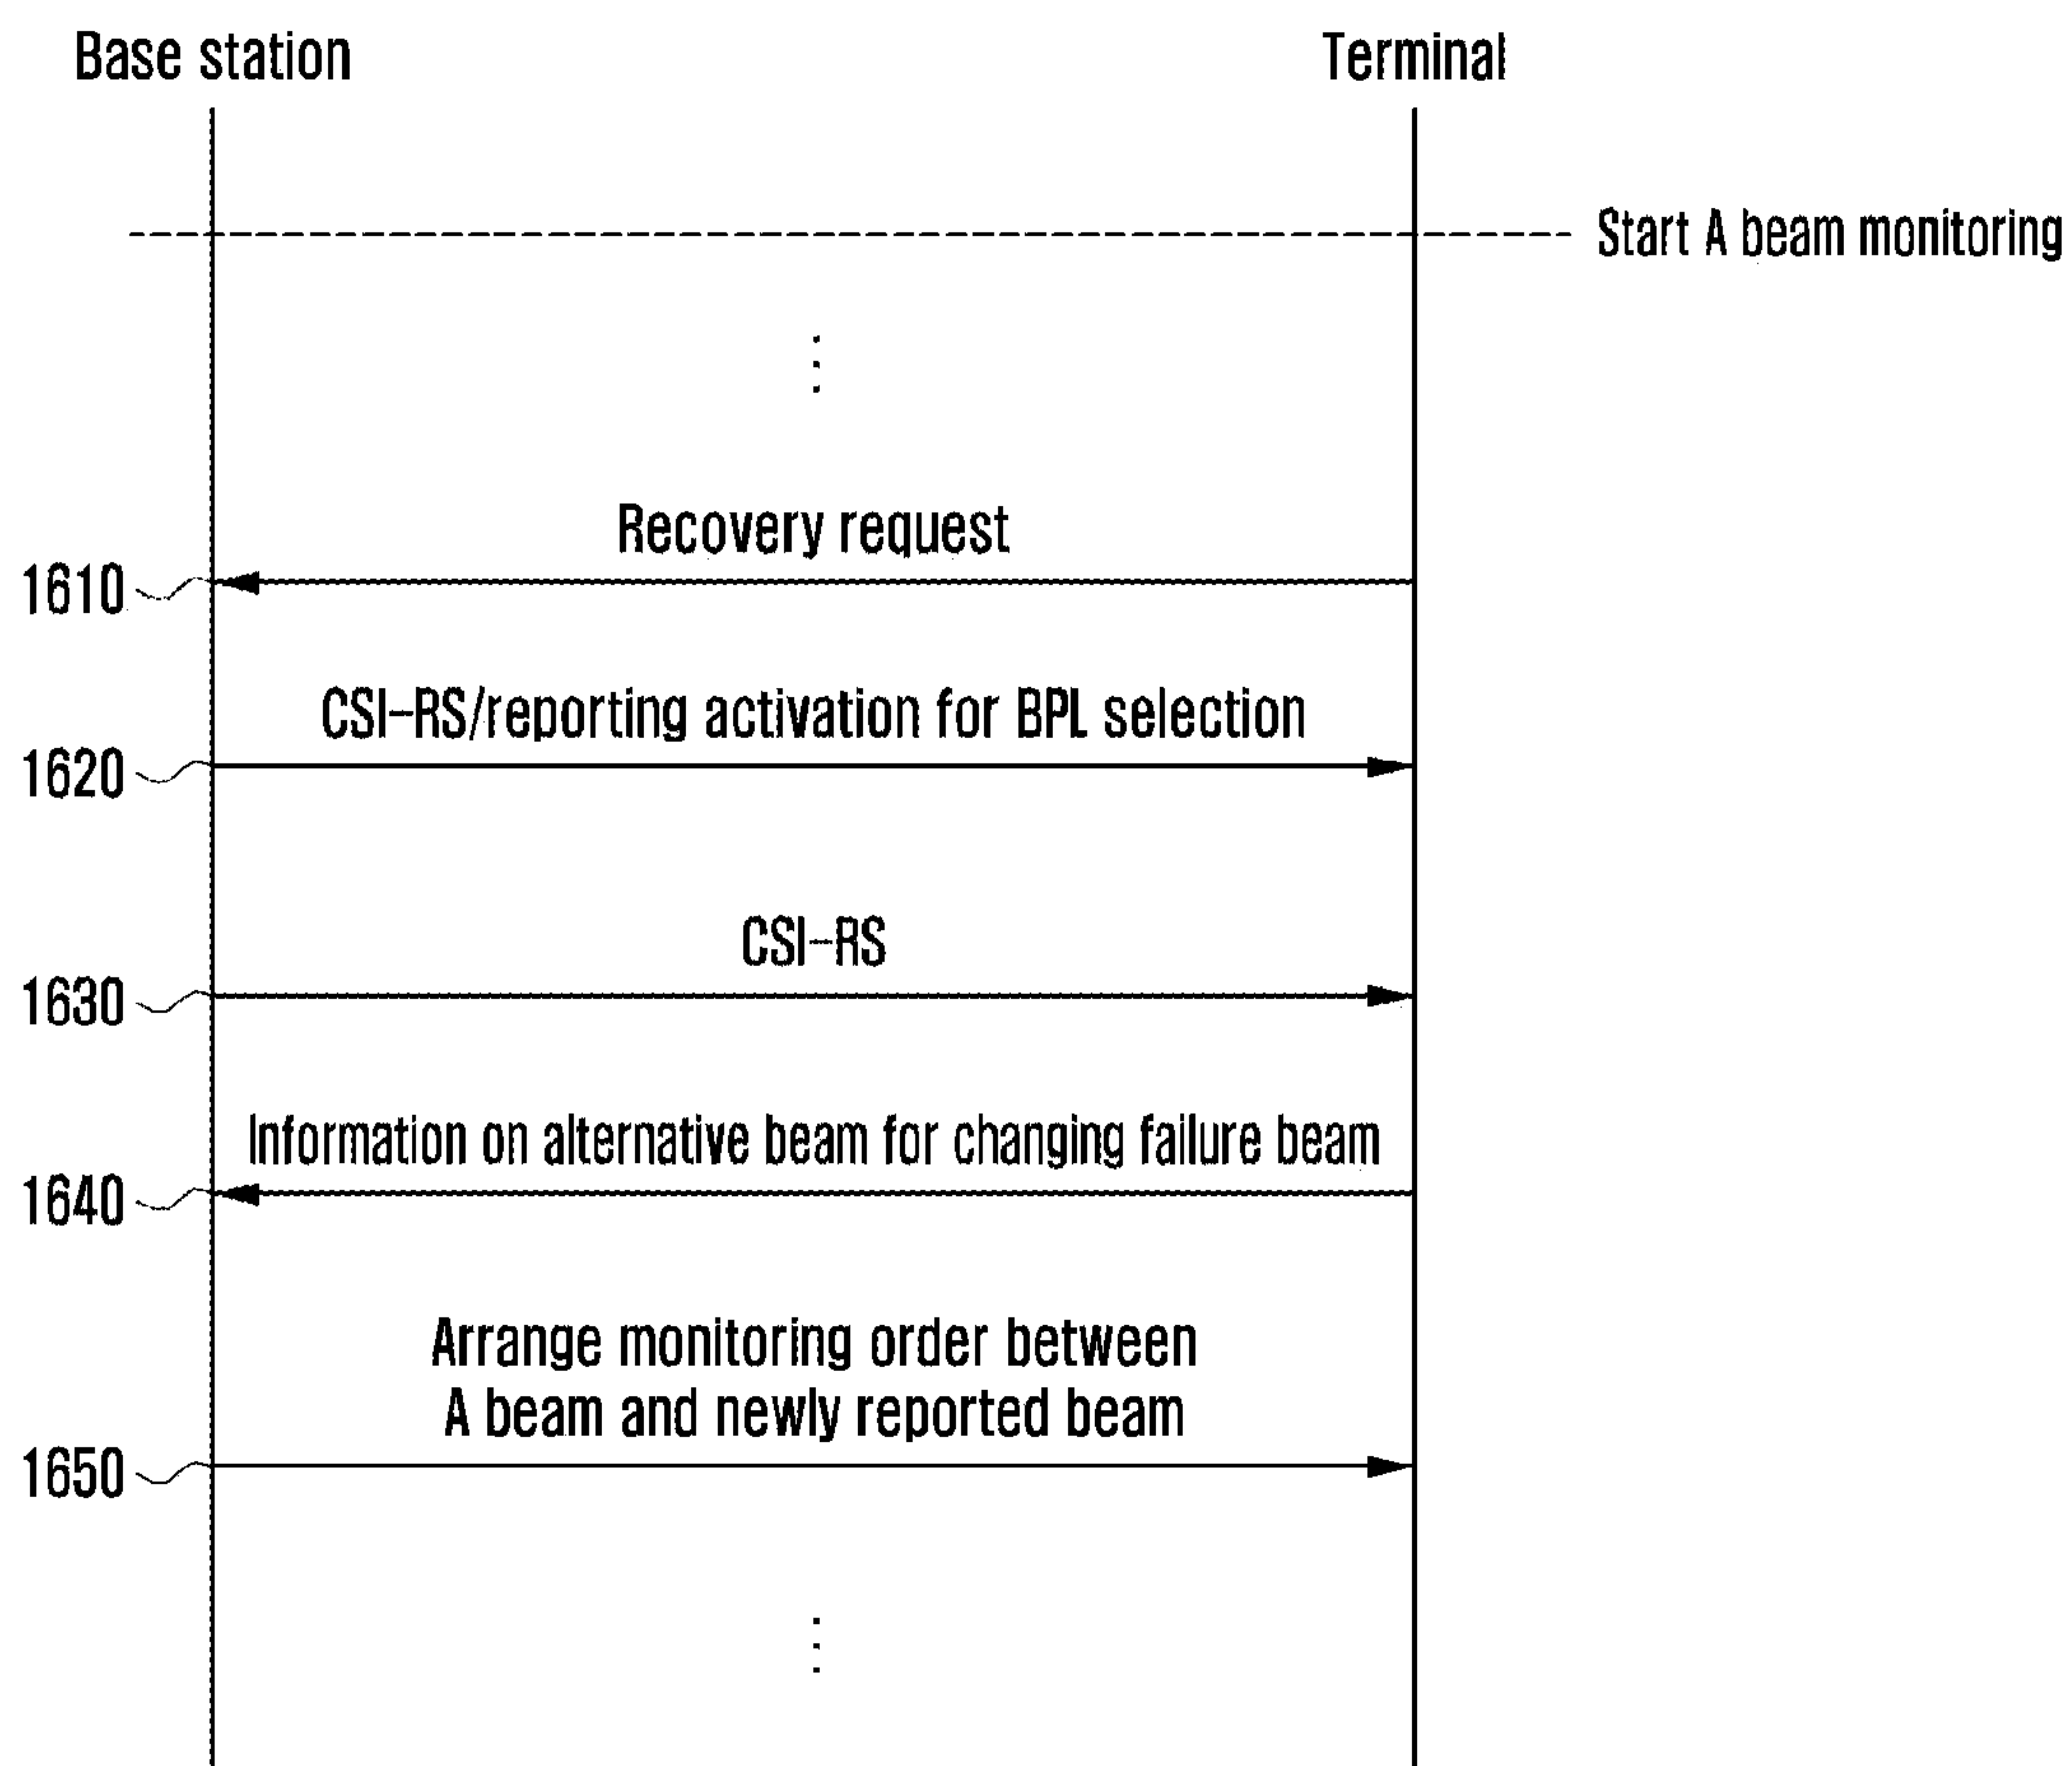 Base station
Terminal
Start A beam monitoring
Recovery request
1610
CSI-RS/reporting activation for BPL selection
1620
CSI-RS
1630
Information on alternative beam for changing failure beam
1640
Arrange monitoring order between
A beam and newly reported beam
1650